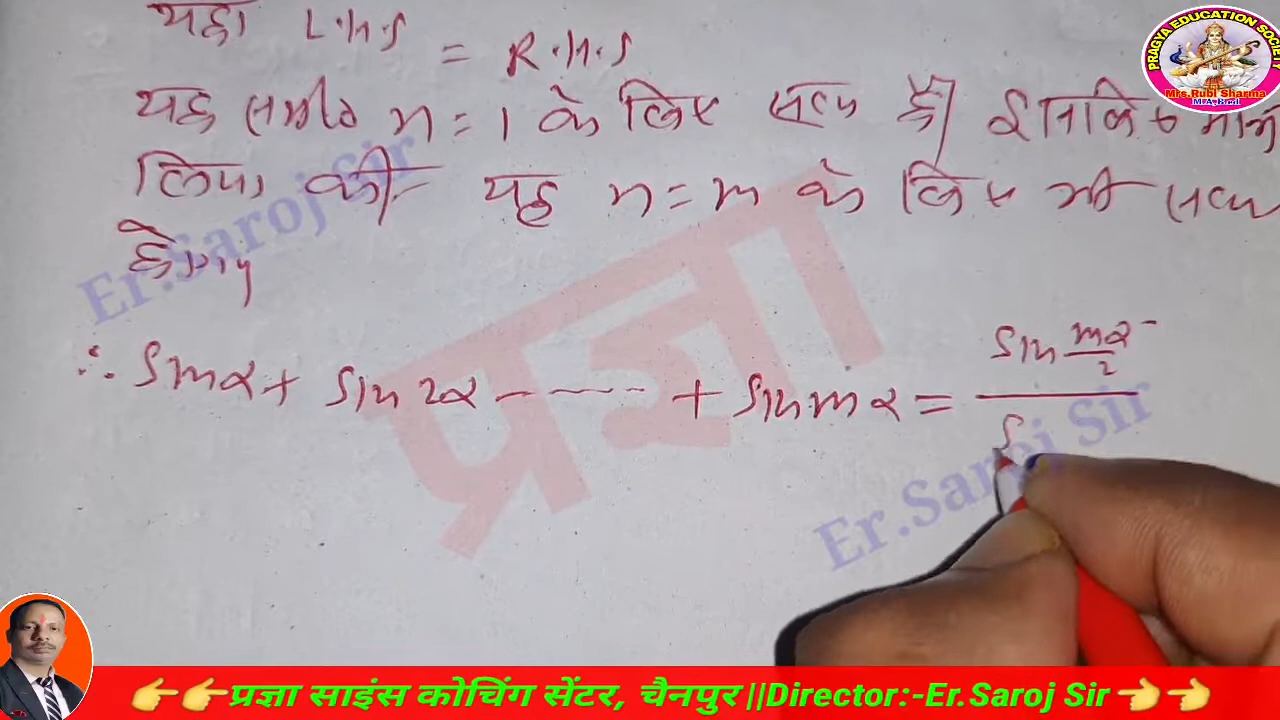 यहाँ L.H.S = R.H.S
यह समी० n = 1 के लिए सत्य है। इसलिए माना
लिया की- यह n = m के लिए भी सत्य
होगा।
∴ sinα + sin2α ------ + sinmα = sin mα/2
S
PRAGYA EDUCATION SOCIETY
Mrs.Rubi Sharma
M.A, B.ed
Er.Saroj Sir
प्रज्ञा
Er.Saroj Sir
👉👉प्रज्ञा साइंस कोचिंग सेंटर, चैनपुर||Director:-Er.Saroj Sir👈👈